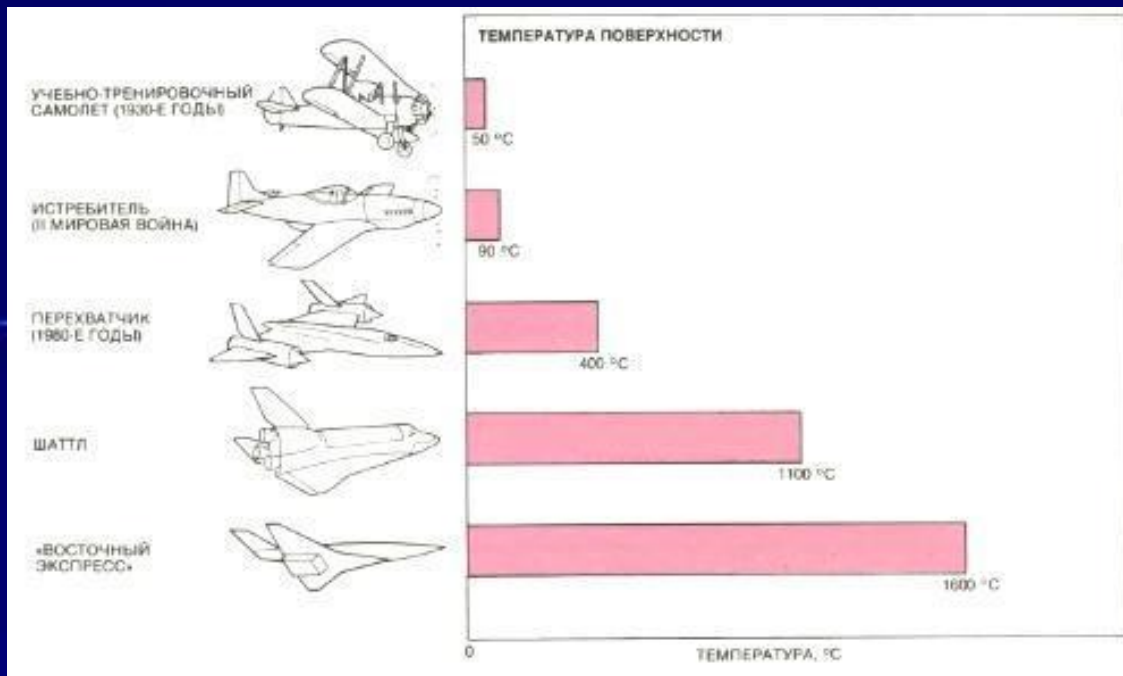 ТЕМПЕРАТУРА ПОВЕРХНОСТИ
УЧЕБНО-ТРЕНИРОВОЧНЫЙ
САМОЛЕТ (1930-Е ГОДЫ)
50 °C
ИСТРЕБИТЕЛЬ
(II МИРОВАЯ ВОЙНА)
90 °C
ПЕРЕХВАТЧИК
(1980-Е ГОДЫ)
400 °C
ШАТТЛ
1100 °C
«ВОСТОЧНЫЙ
ЭКСПРЕСС»
1600 °C
0
ТЕМПЕРАТУРА, °C